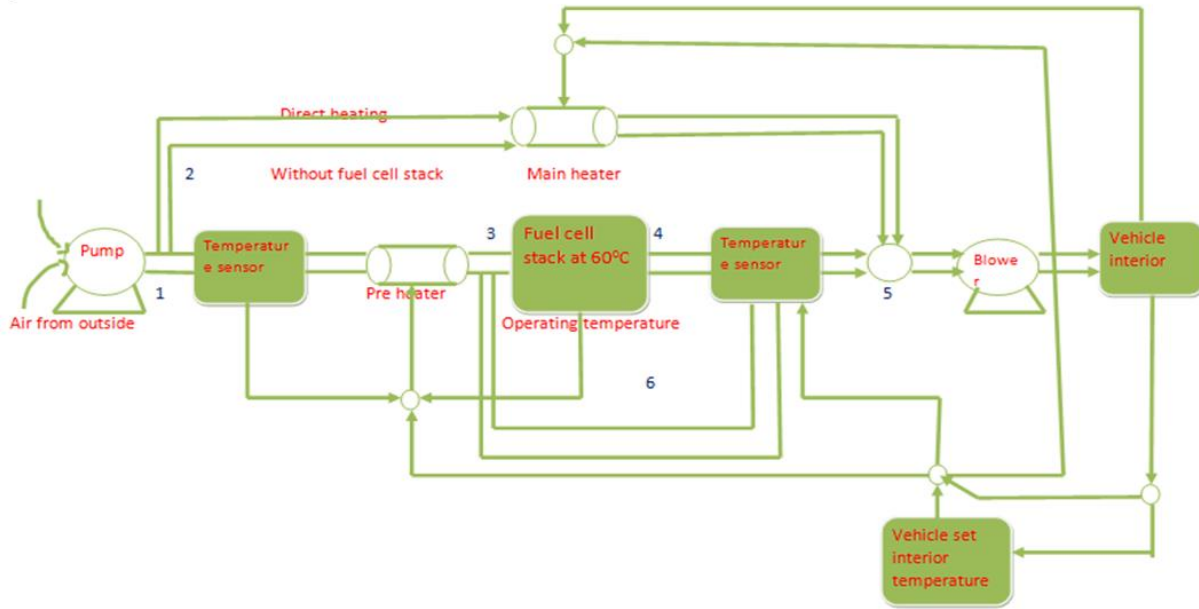 Direct heating
2
Without fuel cell stack
Main heater
Pump
Temperatur
e sensor
3
Fuel cell
stack at 60⁰C
4
Temperatur
e sensor
Blowe
r
Vehicle
interior
1
Pre heater
5
Air from outside
Operating temperature
6
Vehicle set
interior
temperature